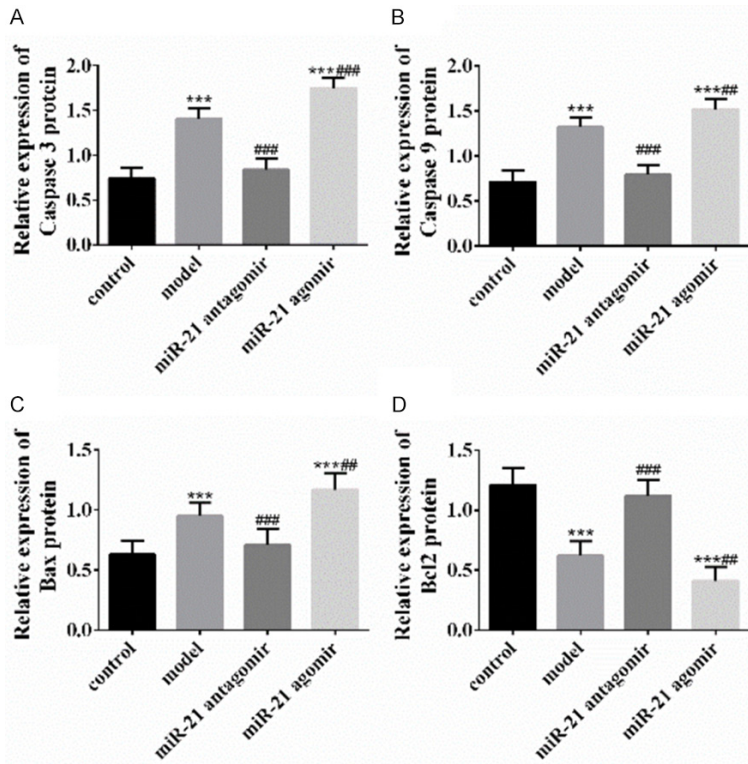 A
Relative expression of
Caspase 3 protein
2.0
1.5
1.0
0.5
0.0
***
###
***###
control
model
miR-21 antagomir
miR-21 agomir
B
Relative expression of
Caspase 9 protein
2.0
1.5
1.0
0.5
0.0
***
###
***##
control
model
miR-21 antagomir
miR-21 agomir
C
Relative expression of
Bax protein
1.5
1.0
0.5
0.0
***
###
***##
control
model
miR-21 antagomir
miR-21 agomir
D
Relative expression of
Bcl2 protein
1.5
1.0
0.5
0.0
***
###
***##
control
model
miR-21 antagomir
miR-21 agomir